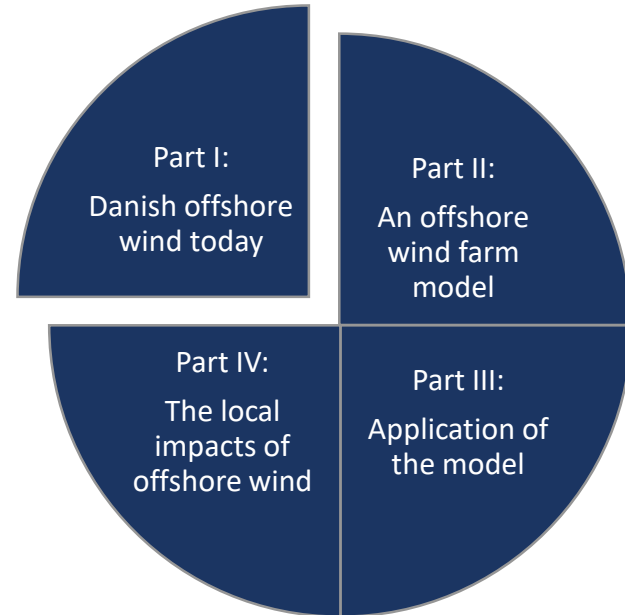 Part I:
Danish offshore
wind today
Part II:
An offshore
wind farm
model
Part IV:
The local
impacts of
offshore wind
Part III:
Application of
the model